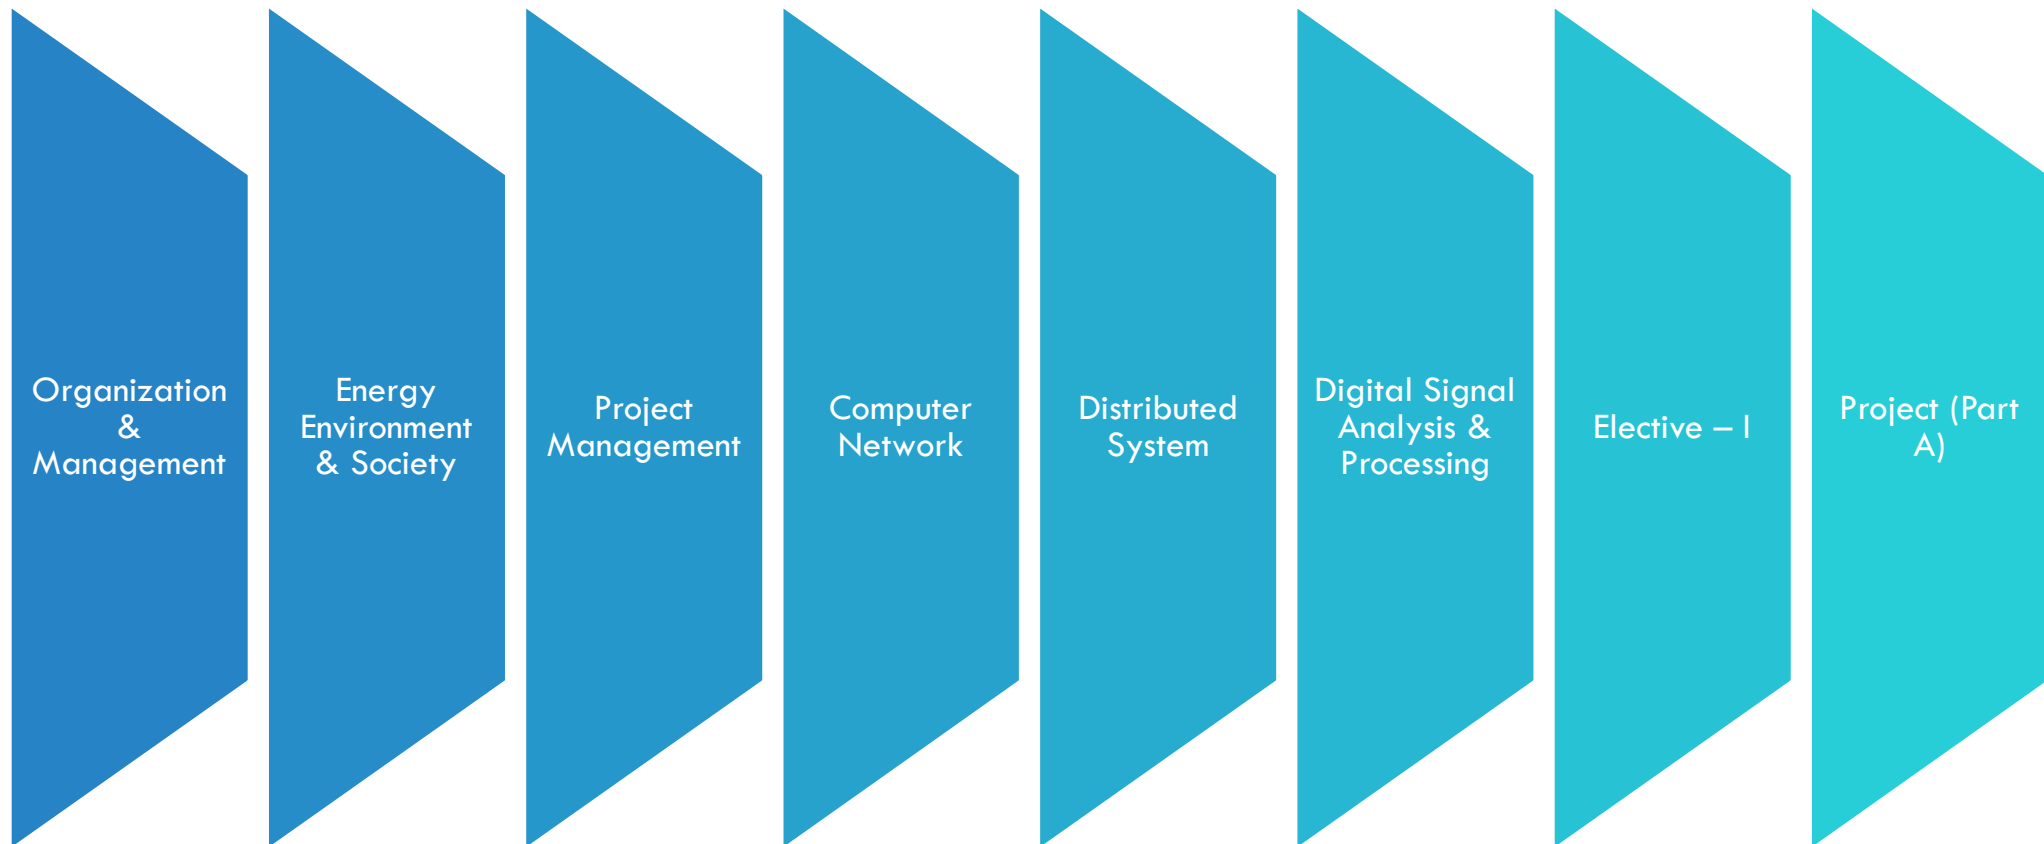 Organization
&
Management
Energy
Environment
& Society
Project
Management
Computer
Network
Distributed
System
Digital Signal
Analysis &
Processing
Elective – I
Project (Part
A)